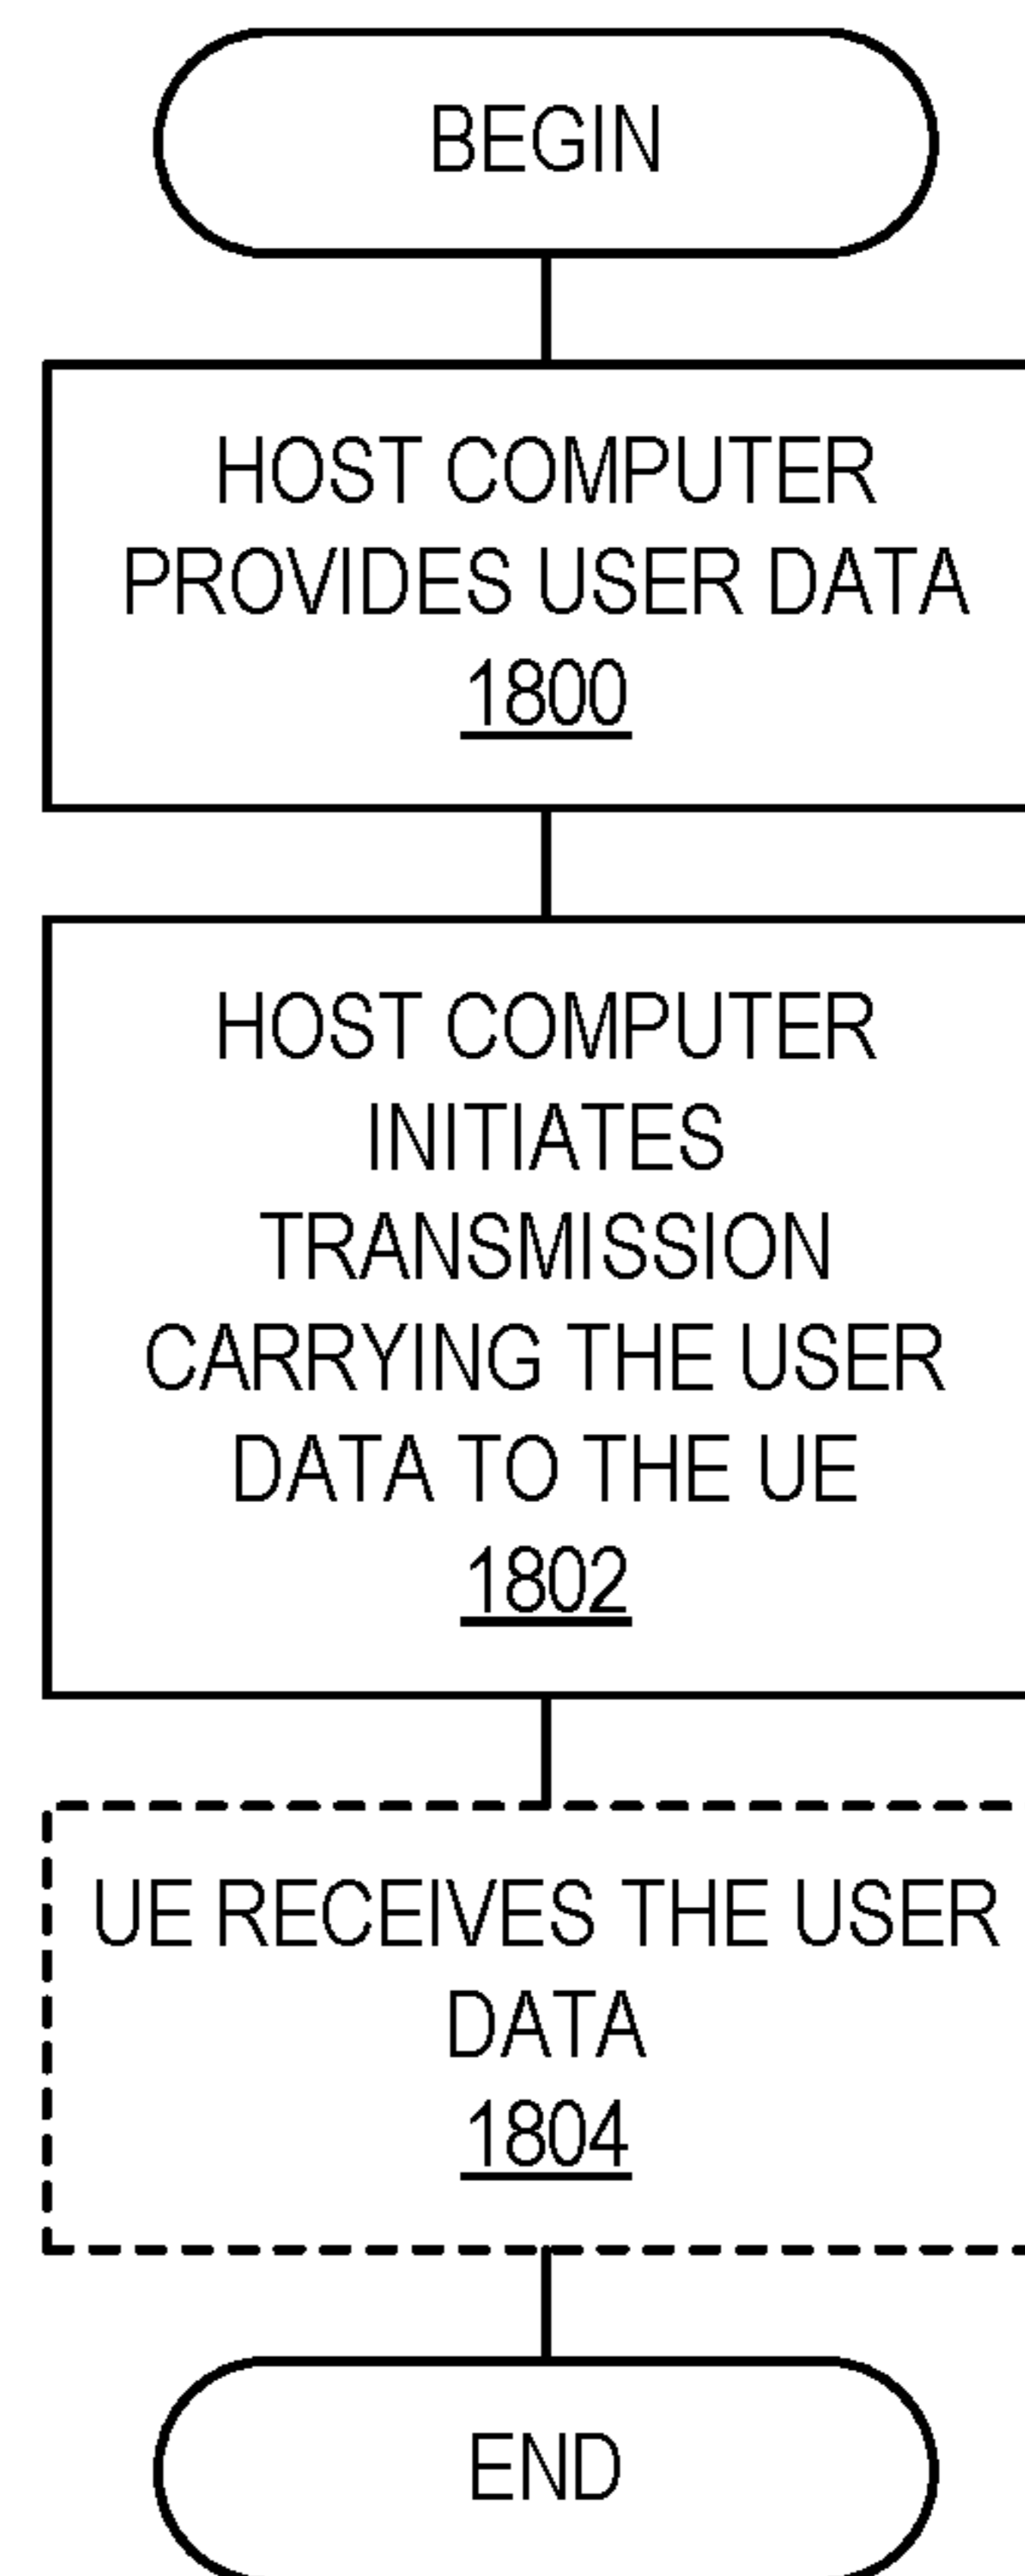 BEGIN
HOST COMPUTER
PROVIDES USER DATA
1800
HOST COMPUTER
INITIATES
TRANSMISSION
CARRYING THE USER
DATA TO THE UE
1802
UE RECEIVES THE USER
DATA
1804
END